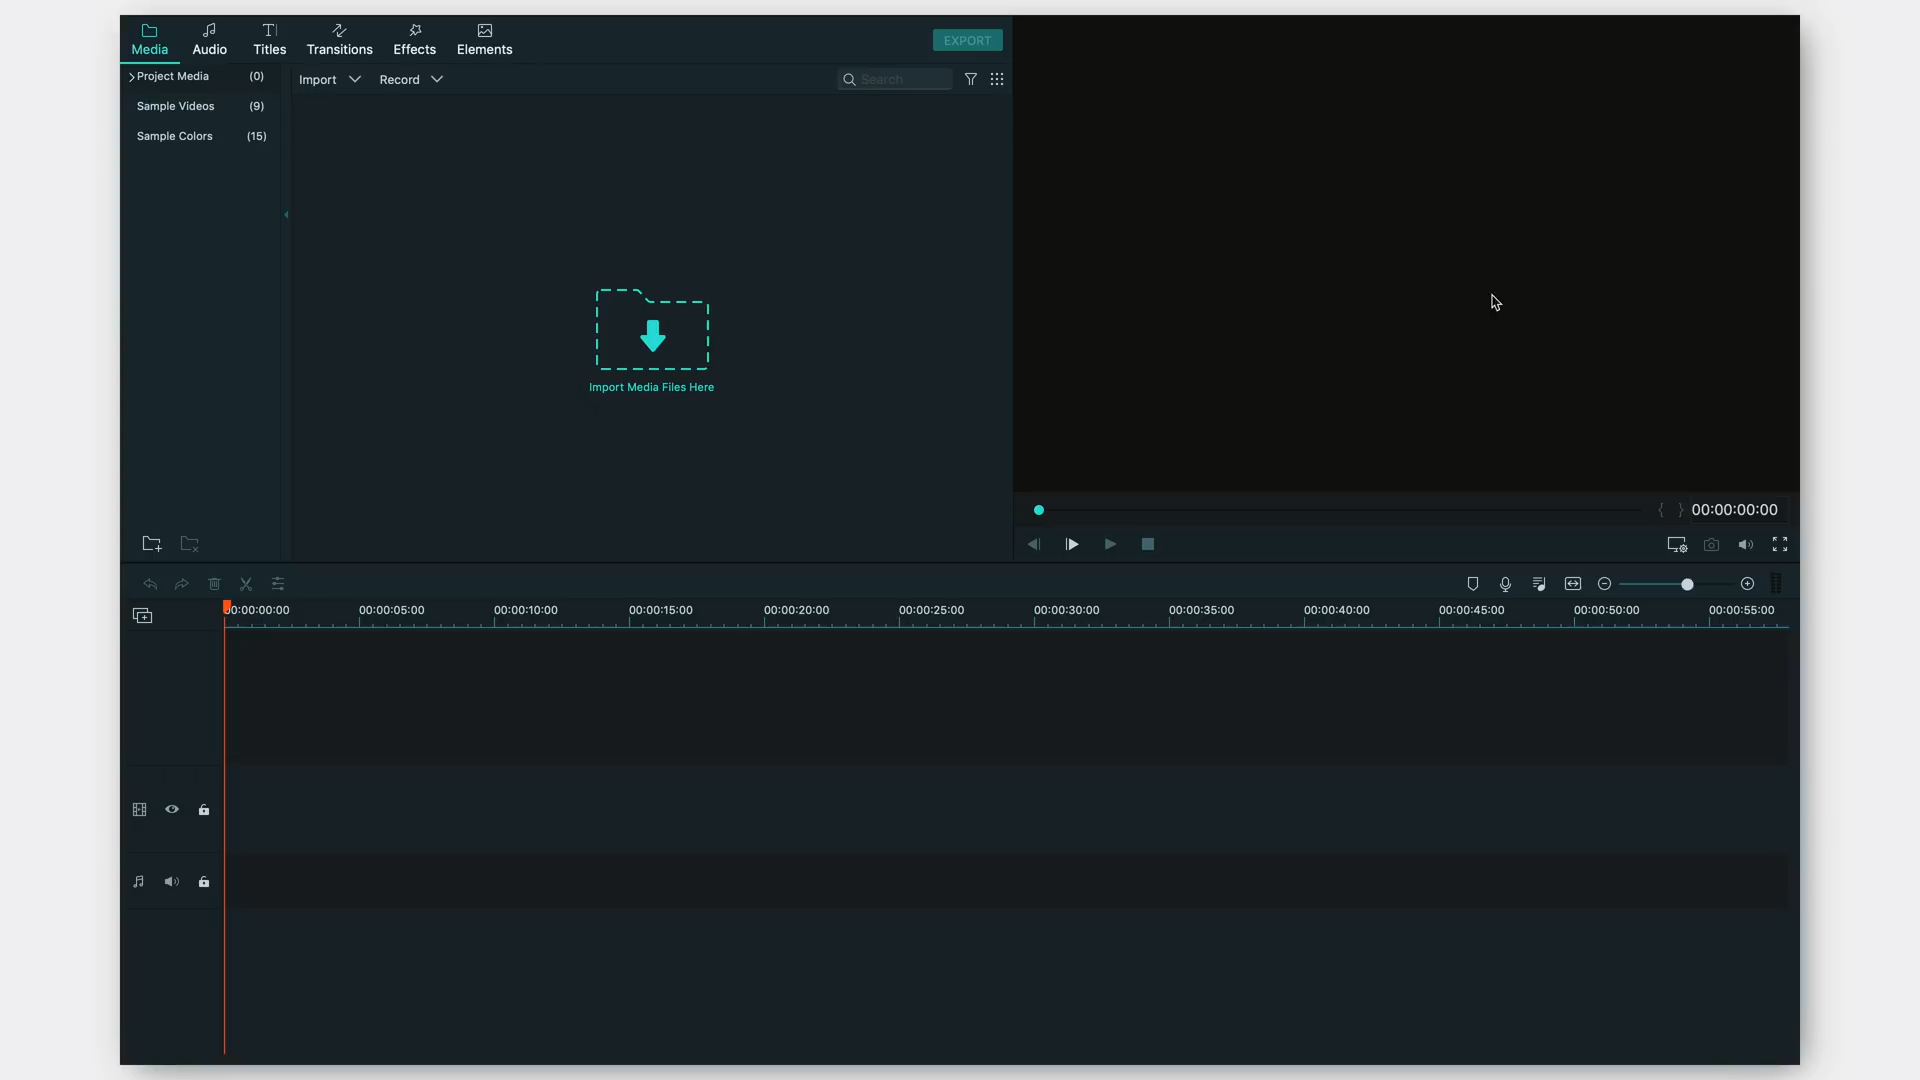 Media Audio Titles Transitions Effects Elements EXPORT
Project Media (0)
Import Record Search
Sample Videos (9)
Sample Colors (15)
Import Media Files Here
{ } 00:00:00:00
00:00:00:00 00:00:05:00 00:00:10:00 00:00:15:00 00:00:20:00 00:00:25:00 00:00:30:00 00:00:35:00 00:00:40:00 00:00:45:00 00:00:50:00 00:00:55:00